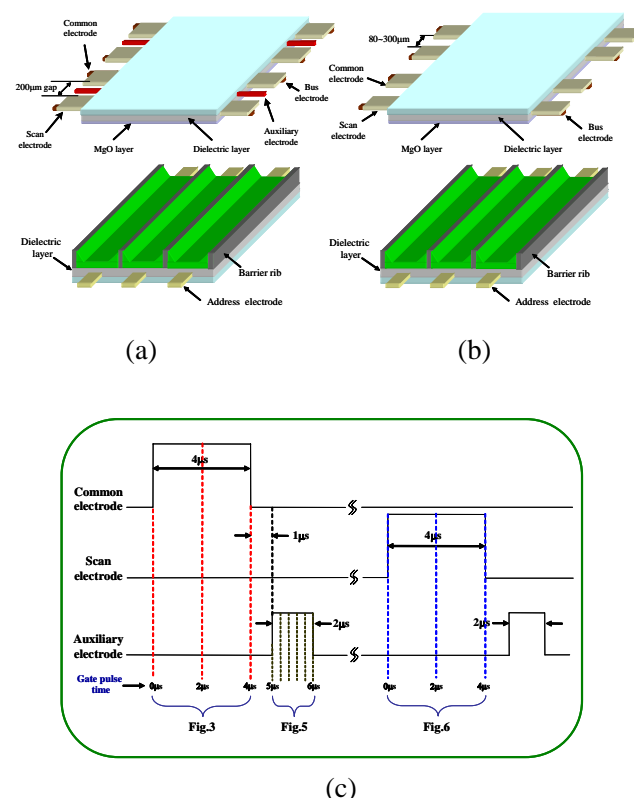 Common
electrode
200μm gap
Scan
electrode
MgO layer
Dielectric layer
Auxiliary
electrode
Bus
electrode
Dielectric
layer
Barrier rib
Address electrode
(a)
80~300μm
Common
electrode
Scan
electrode
MgO layer
Dielectric layer
Bus
electrode
Dielectric
layer
Barrier rib
Address electrode
(b)
4μs
Common
electrode
1μs
4μs
Scan
electrode
2μs
2μs
Auxiliary
electrode
Gate pulse
time
0μs 2μs 4μs 5μs 6μs 0μs 2μs 4μs
Fig.3 Fig.5 Fig.6
(c)